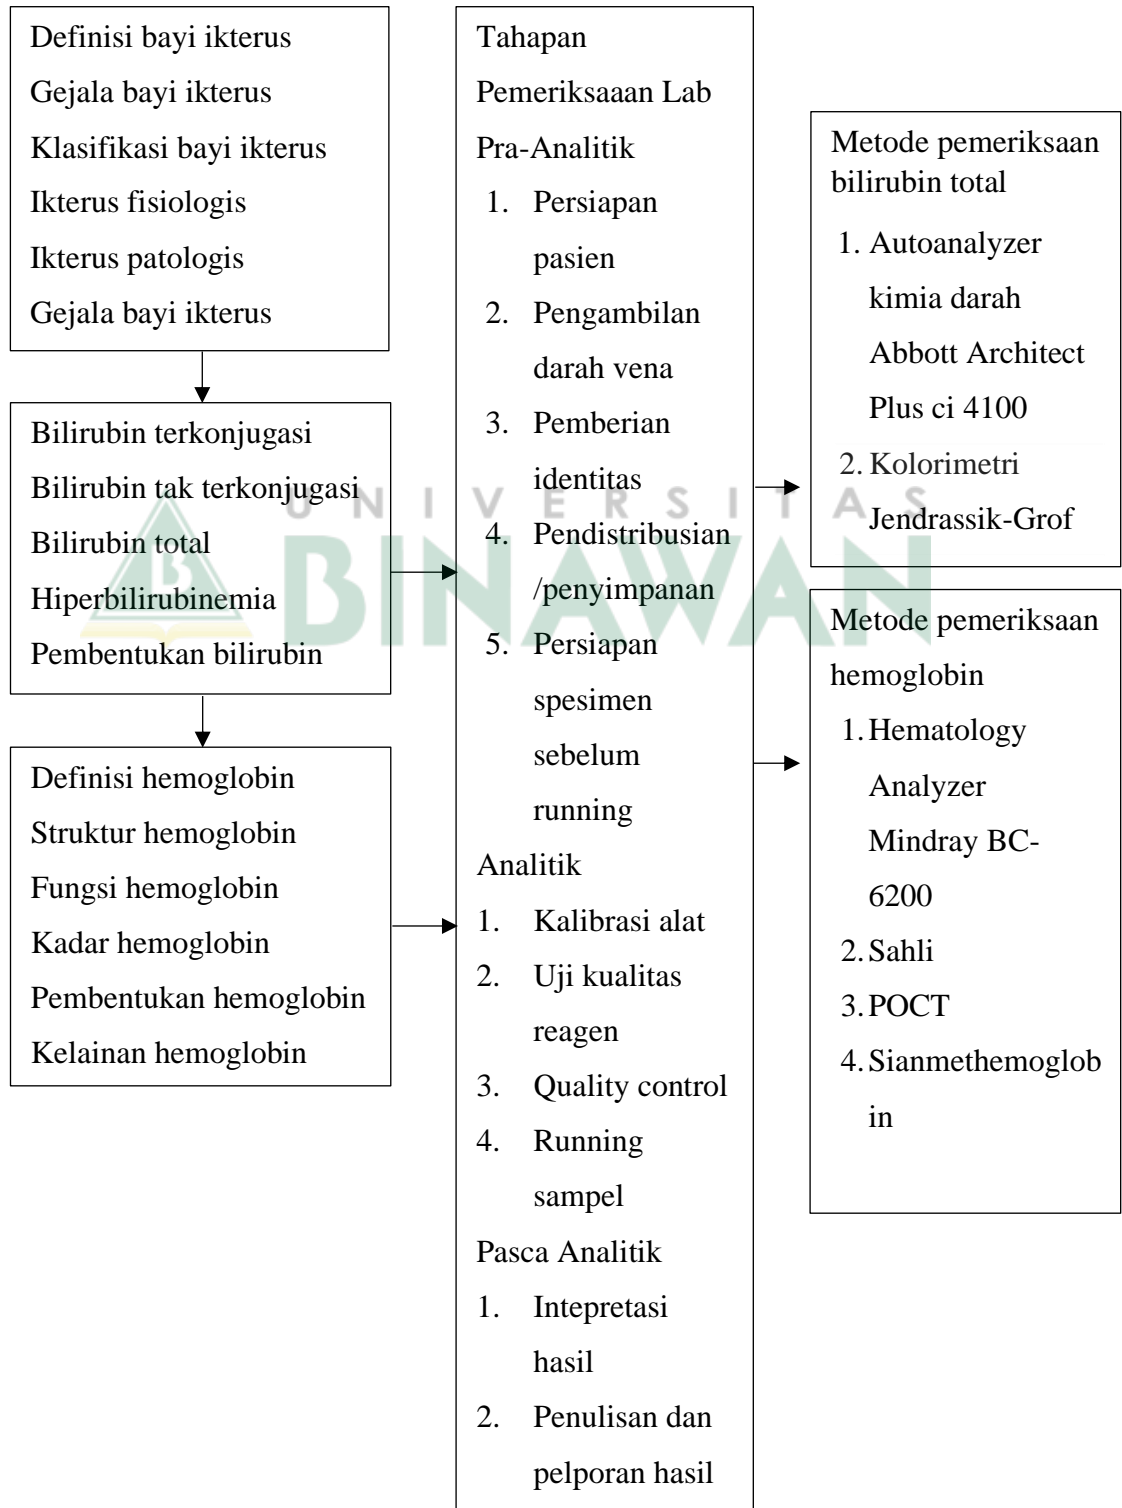 Definisi bayi ikterus
Gejala bayi ikterus
Klasifikasi bayi ikterus
Ikterus fisiologis
Ikterus patologis
Gejala bayi ikterus
Bilirubin terkonjugasi
Bilirubin tak terkonjugasi
Bilirubin total
Hiperbilirubinemia
Pembentukan bilirubin
Definisi hemoglobin
Struktur hemoglobin
Fungsi hemoglobin
Kadar hemoglobin
Pembentukan hemoglobin
Kelainan hemoglobin
Tahapan
Pemeriksaaan Lab
Pra-Analitik
1. Persiapan
pasien
2. Pengambilan
darah vena
3. Pemberian
identitas
4. Pendistribusian
/penyimpanan
5. Persiapan
spesimen
sebelum
running
Analitik
1. Kalibrasi alat
2. Uji kualitas
reagen
3. Quality control
4. Running
sampel
Pasca Analitik
1. Intepretasi
hasil
2. Penulisan dan
pelporan hasil
Metode pemeriksaan
bilirubin total
1. Autoanalyzer
kimia darah
Abbott Architect
Plus ci 4100
2. Kolorimetri
Jendrassik-Grof
Metode pemeriksaan
hemoglobin
1. Hematology
Analyzer
Mindray BC-
6200
2. Sahli
3. POCT
4. Sianmethemoglob
in
B
UNIVERSITAS
BINAWAN